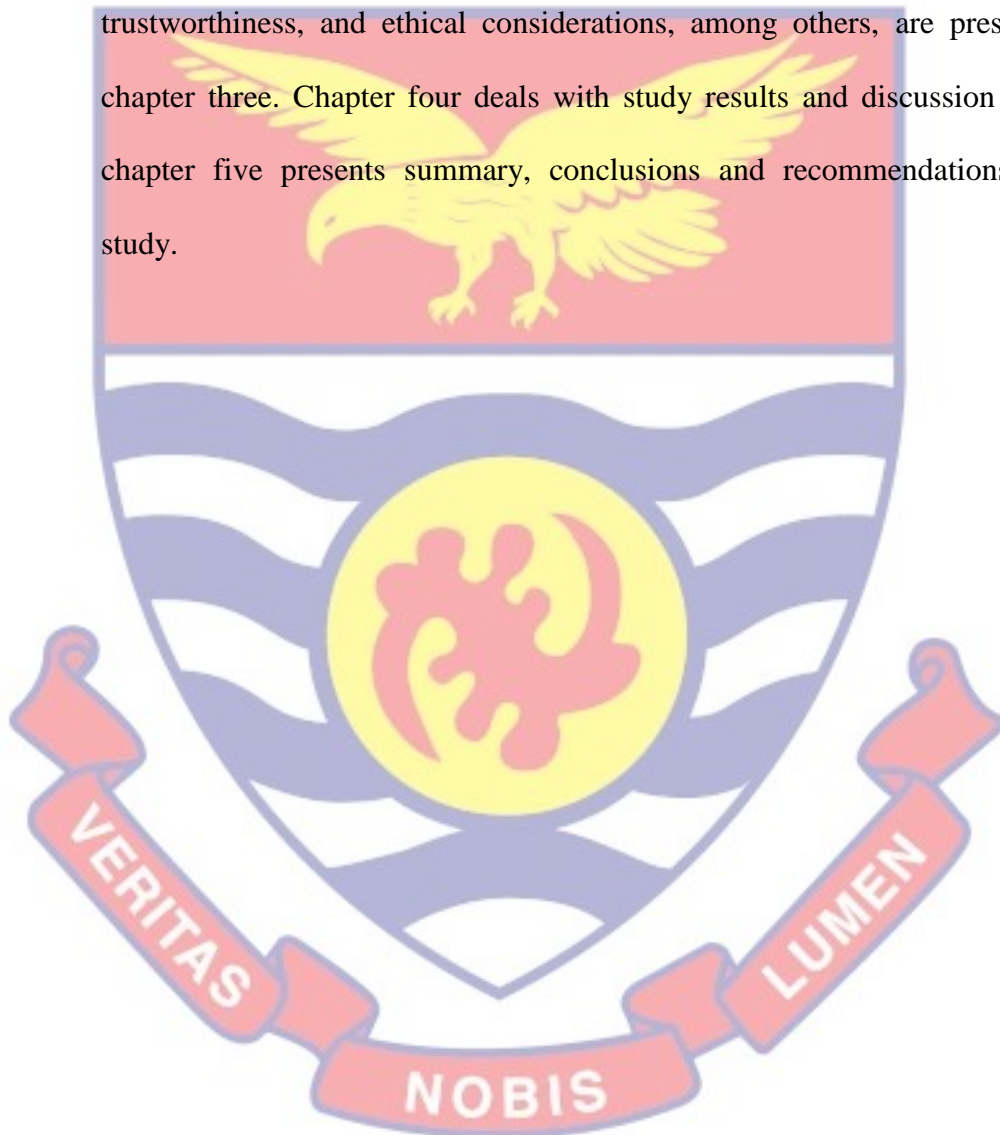 trustworthiness, and ethical considerations, among others, are pres
chapter three. Chapter four deals with study results and discussion
chapter five presents summary, conclusions and recommendations
study.
VERITAS
NOBIS
LUMEN